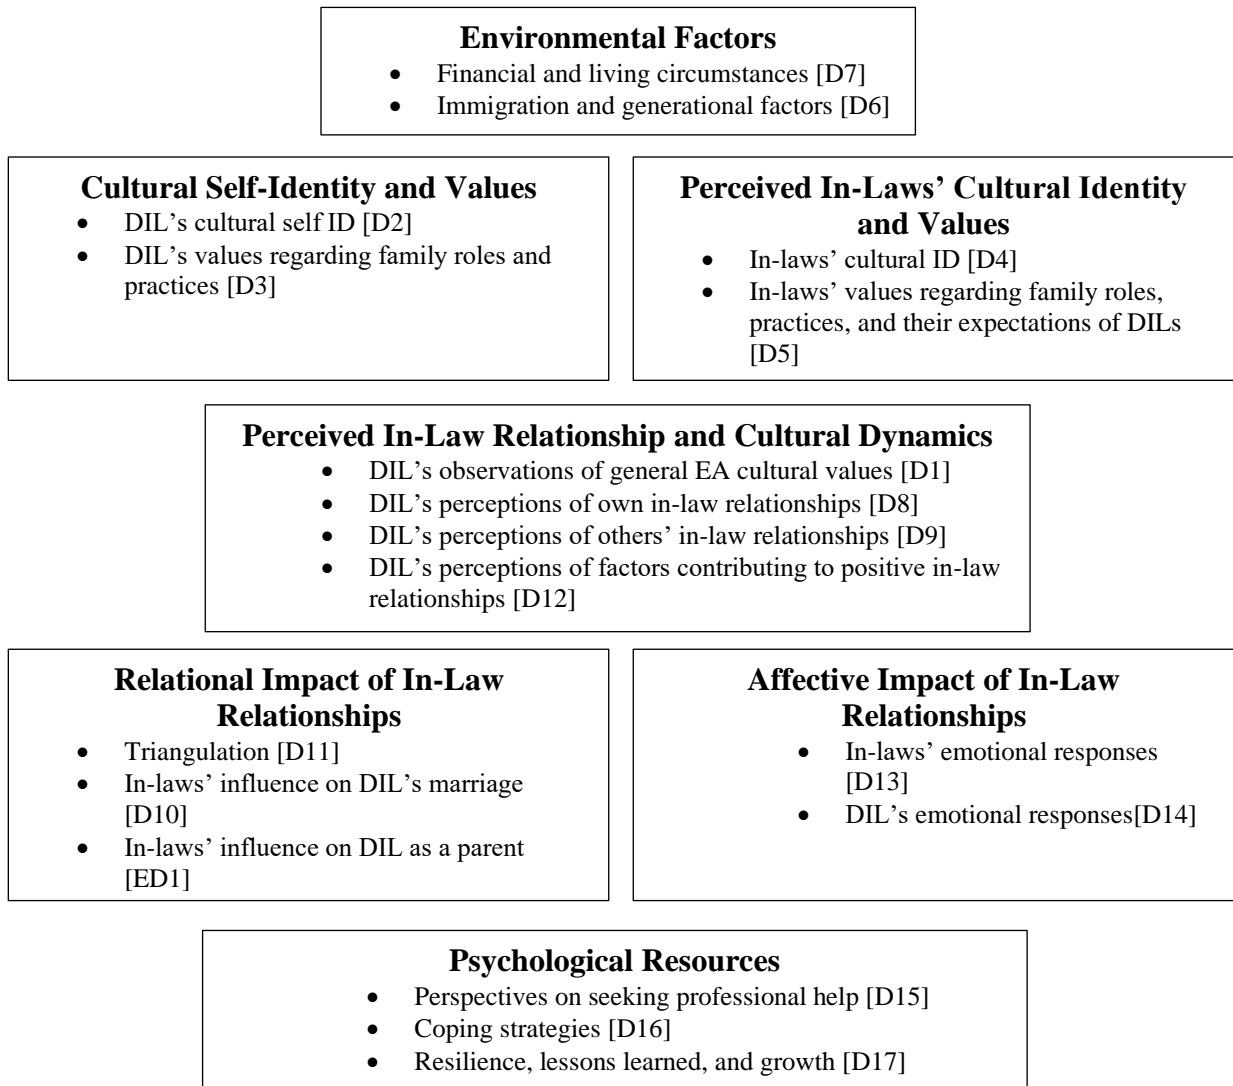 Environmental Factors
• Financial and living circumstances [D7]
• Immigration and generational factors [D6]
Cultural Self-Identity and Values
• DIL’s cultural self ID [D2]
• DIL’s values regarding family roles and
practices [D3]
Perceived In-Laws’ Cultural Identity
and Values
• In-laws’ cultural ID [D4]
• In-laws’ values regarding family roles,
practices, and their expectations of DILs
[D5]
Perceived In-Law Relationship and Cultural Dynamics
• DIL’s observations of general EA cultural values [D1]
• DIL’s perceptions of own in-law relationships [D8]
• DIL’s perceptions of others’ in-law relationships [D9]
• DIL’s perceptions of factors contributing to positive in-law
relationships [D12]
Relational Impact of In-Law
Relationships
• Triangulation [D11]
• In-laws’ influence on DIL’s marriage
[D10]
• In-laws’ influence on DIL as a parent
[ED1]
Affective Impact of In-Law
Relationships
• In-laws’ emotional responses
[D13]
• DIL’s emotional responses[D14]
Psychological Resources
• Perspectives on seeking professional help [D15]
• Coping strategies [D16]
• Resilience, lessons learned, and growth [D17]